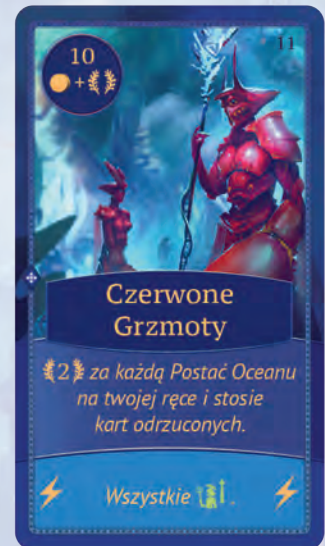 10
11
+
Czerwone
Grzmoty
2 za każdą Postać Oceanu
na twojej ręce i stosie
kart odrzuconych.
Wszystkie .